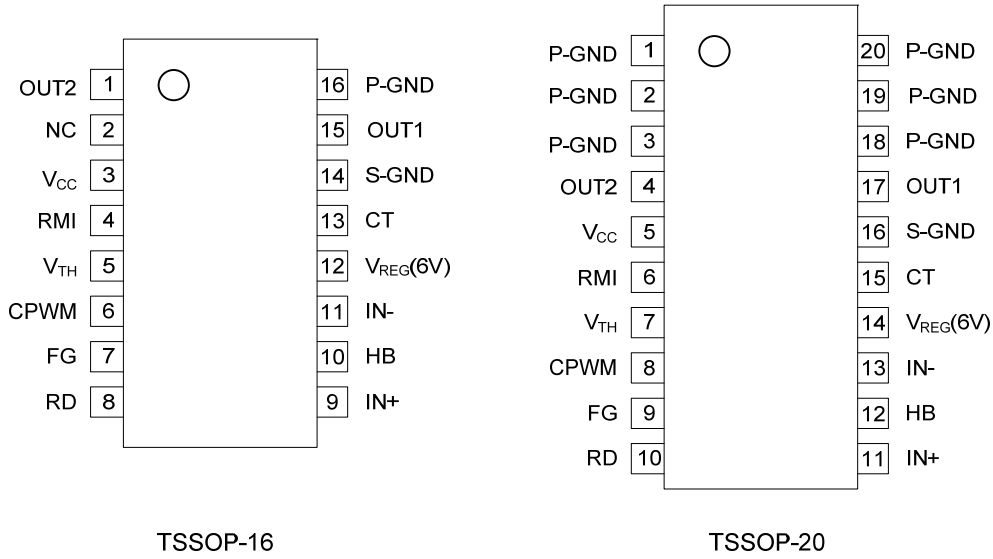 OUT2 1 16 P-GND
NC 2 15 OUT1
VCC 3 14 S-GND
RMI 4 13 CT
VTH 5 12 VREG(6V)
CPWM 6 11 IN-
FG 7 10 HB
RD 8 9 IN+
TSSOP-16
P-GND 1 20 P-GND
P-GND 2 19 P-GND
P-GND 3 18 P-GND
OUT2 4 17 OUT1
VCC 5 16 S-GND
RMI 6 15 CT
VTH 7 14 VREG(6V)
CPWM 8 13 IN-
FG 9 12 HB
RD 10 11 IN+
TSSOP-20